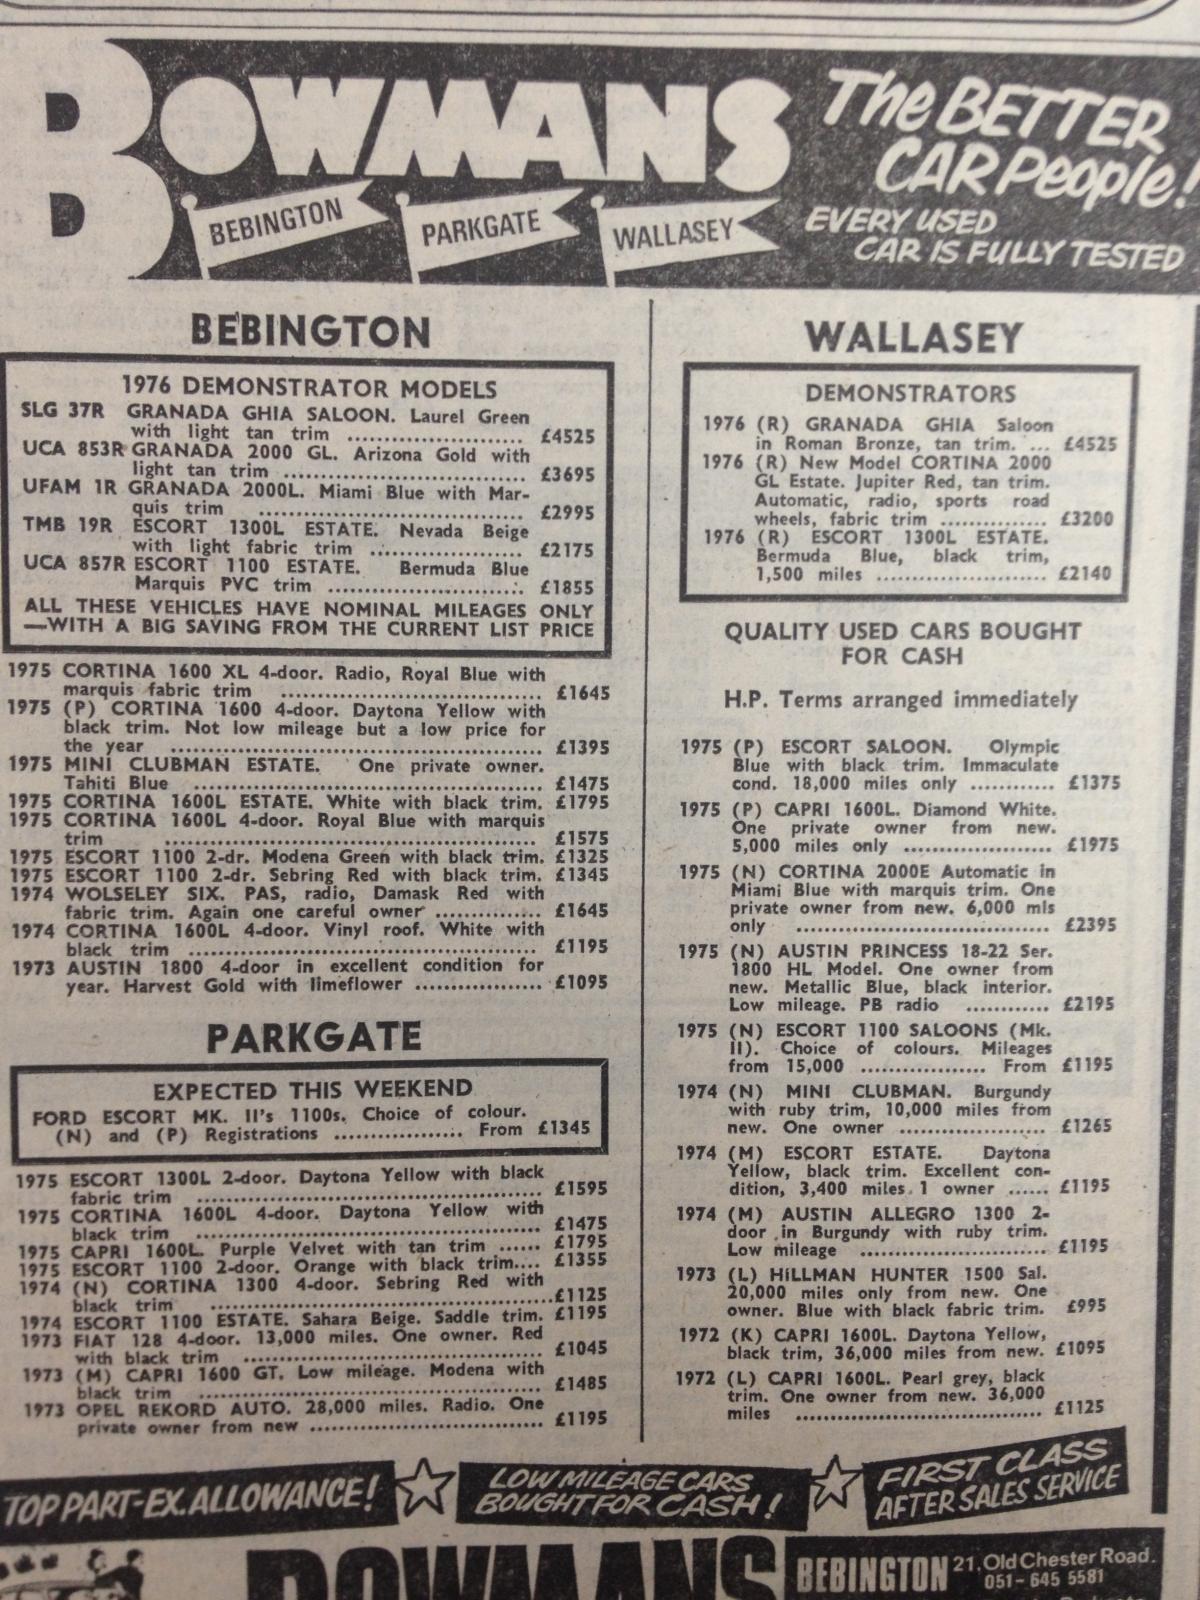 BOWMANS
The BETTER
CAR People!
BEBINGTON
PARKGATE
WALLASEY
EVERY USED
CAR IS FULLY TESTED
BEBINGTON
1976 DEMONSTRATOR MODELS
SLG 37R GRANADA GHIA SALOON. Laurel Green
with light tan trim ........................ £4525
UCA 853R GRANADA 2000 GL. Arizona Gold with
light tan trim ................................. £3695
UFAM 1R GRANADA 2000L. Miami Blue with Mar-
quis trim .................................... £2995
TMB 19R ESCORT 1300L ESTATE. Nevada Beige
with light fabric trim ..................... £2175
UCA 857R ESCORT 1100 ESTATE. Bermuda Blue
Marquis PVC trim .......................... £1855
ALL THESE VEHICLES HAVE NOMINAL MILEAGES ONLY
—WITH A BIG SAVING FROM THE CURRENT LIST PRICE
1975 CORTINA 1600 XL 4-door. Radio, Royal Blue with
marquis fabric trim .................................... £1645
1975 (P) CORTINA 1600 4-door. Daytona Yellow with
black trim. Not low mileage but a low price for
the year .................................................... £1395
1975 MINI CLUBMAN ESTATE. One private owner.
Tahiti Blue .................................................. £1475
1975 CORTINA 1600L ESTATE. White with black trim. £1795
1975 CORTINA 1600L 4-door. Royal Blue with marquis
trim .................................................... £1575
1975 ESCORT 1100 2-dr. Modena Green with black trim. £1325
1975 ESCORT 1100 2-dr. Sebring Red with black trim. £1345
1974 WOLSELEY SIX. PAS, radio, Damask Red with
fabric trim. Again one careful owner ............... £1645
1974 CORTINA 1600L 4-door. Vinyl roof. White with
black trim ................................................. £1195
1973 AUSTIN 1800 4-door in excellent condition for
year. Harvest Gold with limeflower .................. £1095
PARKGATE
EXPECTED THIS WEEKEND
FORD ESCORT MK. II's 1100s. Choice of colour.
(N) and (P) Registrations .................. From £1345
1975 ESCORT 1300L 2-door. Daytona Yellow with black
fabric trim ................................................ £1595
1975 CORTINA 1600L 4-door. Daytona Yellow with
black trim ................................................ £1475
1975 CAPRI 1600L. Purple Velvet with tan trim ...... £1795
1975 ESCORT 1100 2-door. Orange with black trim.... £1355
1974 (N) CORTINA 1300 4-door. Sebring Red with
black trim ................................................ £1125
1974 ESCORT 1100 ESTATE. Sahara Beige. Saddle trim. £1195
1973 FIAT 128 4-door. 13,000 miles. One owner. Red
with black trim .......................................... £1045
1973 (M) CAPRI 1600 GT. Low mileage. Modena with
black trim ................................................ £1485
1973 OPEL REKORD AUTO. 28,000 miles. Radio. One
private owner from new ................................ £1195
WALLASEY
DEMONSTRATORS
1976 (R) GRANADA GHIA Saloon
in Roman Bronze, tan trim. ... £4525
1976 (R) New Model CORTINA 2000
GL Estate. Jupiter Red, tan trim.
Automatic, radio, sports road
wheels, fabric trim ............... £3200
1976 (R) ESCORT 1300L ESTATE.
Bermuda Blue, black trim,
1,500 miles ........................ £2140
QUALITY USED CARS BOUGHT
FOR CASH
H.P. Terms arranged immediately
1975 (P) ESCORT SALOON. Olympic
Blue with black trim. Immaculate
cond. 18,000 miles only ............ £1375
1975 (P) CAPRI 1600L. Diamond White.
One private owner from new.
5,000 miles only ..................... £1975
1975 (N) CORTINA 2000E Automatic in
Miami Blue with marquis trim. One
private owner from new. 6,000 mls
only .................................... £2395
1975 (N) AUSTIN PRINCESS 18-22 Ser.
1800 HL Model. One owner from
new. Metallic Blue, black interior.
Low mileage. PB radio ............ £2195
1975 (N) ESCORT 1100 SALOONS (Mk.
II). Choice of colours. Mileages
from 15,000 .................. From £1195
1974 (N) MINI CLUBMAN. Burgundy
with ruby trim, 10,000 miles from
new. One owner ..................... £1265
1974 (M) ESCORT ESTATE. Daytona
Yellow, black trim. Excellent con-
dition, 3,400 miles. 1 owner ...... £1195
1974 (M) AUSTIN ALLEGRO 1300 2-
door in Burgundy with ruby trim.
Low mileage ........................... £1195
1973 (L) HILLMAN HUNTER 1500 Sal.
20,000 miles only from new. One
owner. Blue with black fabric trim. £995
1972 (K) CAPRI 1600L. Daytona Yellow,
black trim, 36,000 miles from new. £1095
1972 (L) CAPRI 1600L. Pearl grey, black
trim. One owner from new. 36,000
miles .................................... £1125
TOP PART-EX. ALLOWANCE!
LOW MILEAGE CARS
BOUGHT FOR CASH!
FIRST CLASS
AFTER SALES SERVICE
BOWMANS
BEBINGTON 21, Old Chester Road.
051-645 5581